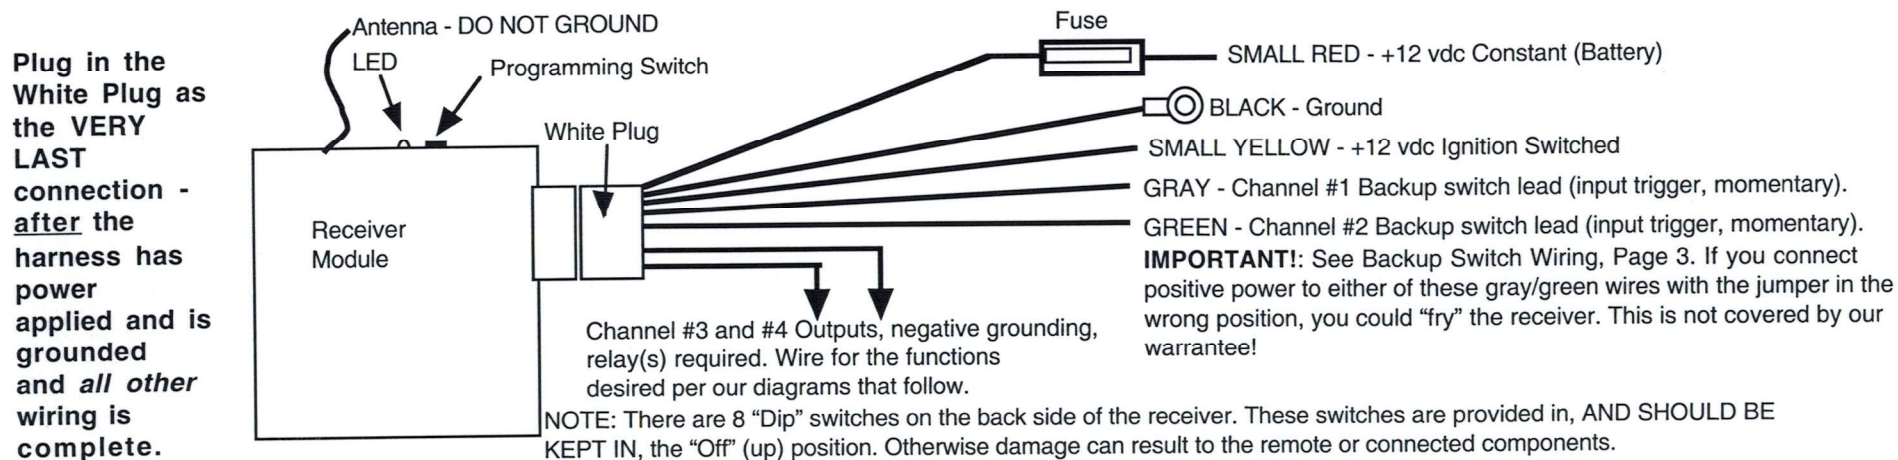 Plug in the
White Plug as
the VERY
LAST
connection -
after the
harness has
power
applied and is
grounded
and all other
wiring is
complete.
Antenna - DO NOT GROUND
LED
Programming Switch
White Plug
Receiver
Module
Fuse
SMALL RED - +12 vdc Constant (Battery)
BLACK - Ground
SMALL YELLOW - +12 vdc Ignition Switched
GRAY - Channel #1 Backup switch lead (input trigger, momentary).
GREEN - Channel #2 Backup switch lead (input trigger, momentary).
IMPORTANT!: See Backup Switch Wiring, Page 3. If you connect
positive power to either of these gray/green wires with the jumper in the
wrong position, you could “fry” the receiver. This is not covered by our
warrantee!
Channel #3 and #4 Outputs, negative grounding,
relay(s) required. Wire for the functions
desired per our diagrams that follow.
NOTE: There are 8 “Dip” switches on the back side of the receiver. These switches are provided in, AND SHOULD BE
KEPT IN, the “Off” (up) position. Otherwise damage can result to the remote or connected components.